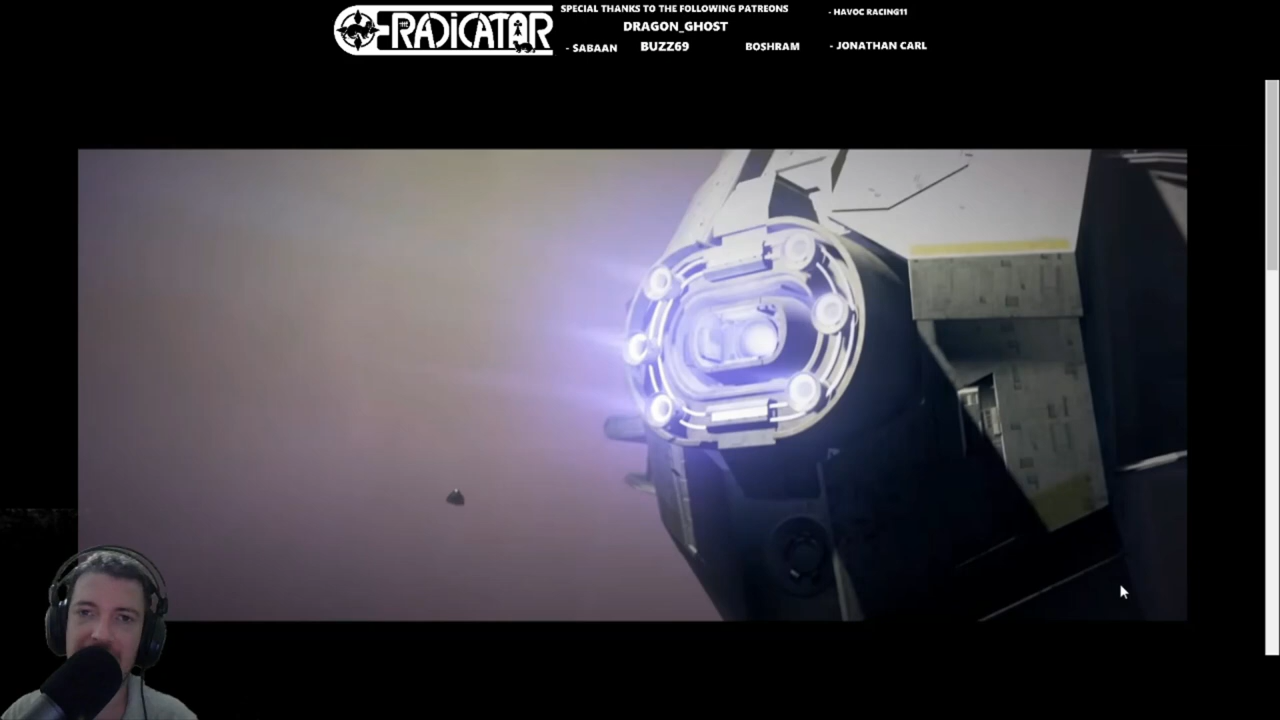 ERADICATOR
SPECIAL THANKS TO THE FOLLOWING PATREONS
- HAVOC RACING11
DRAGON_GHOST
- SABAAN BUZZ69 BOSHRAM - JONATHAN CARL